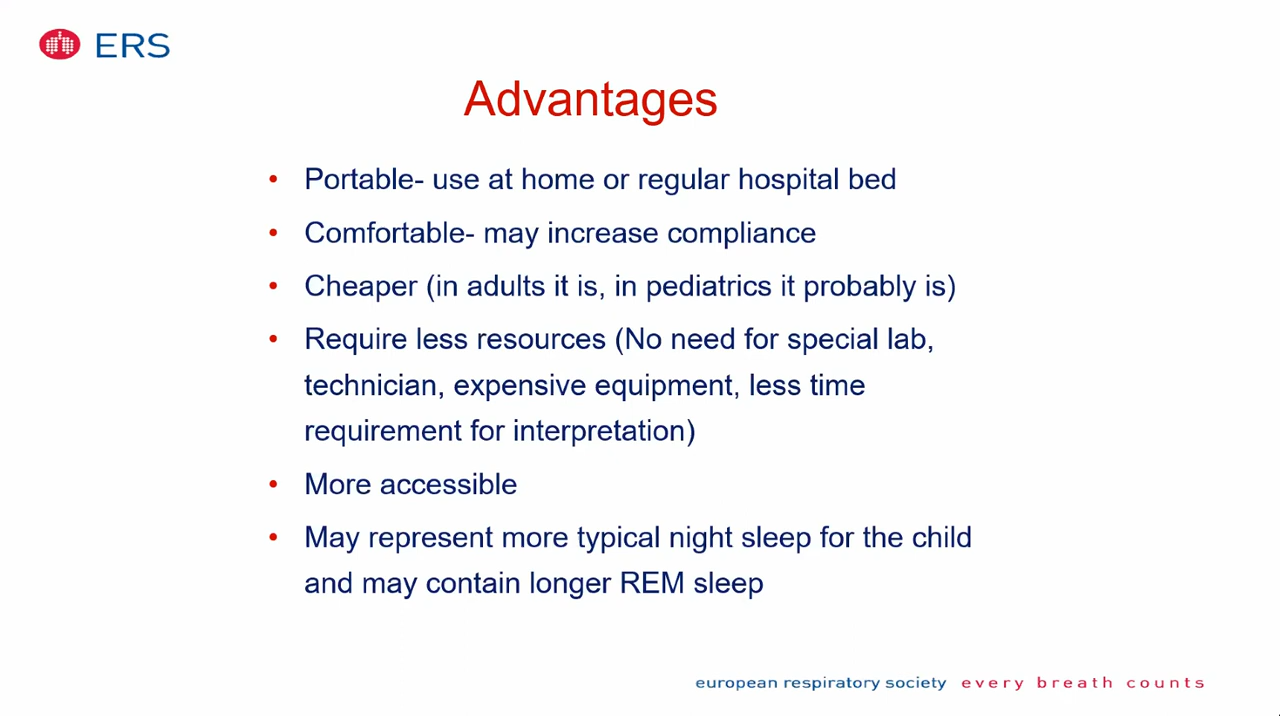 ERS
Advantages
• Portable- use at home or regular hospital bed
• Comfortable- may increase compliance
• Cheaper (in adults it is, in pediatrics it probably is)
• Require less resources (No need for special lab,
technician, expensive equipment, less time
requirement for interpretation)
• More accessible
• May represent more typical night sleep for the child
and may contain longer REM sleep
european respiratory society every breath counts